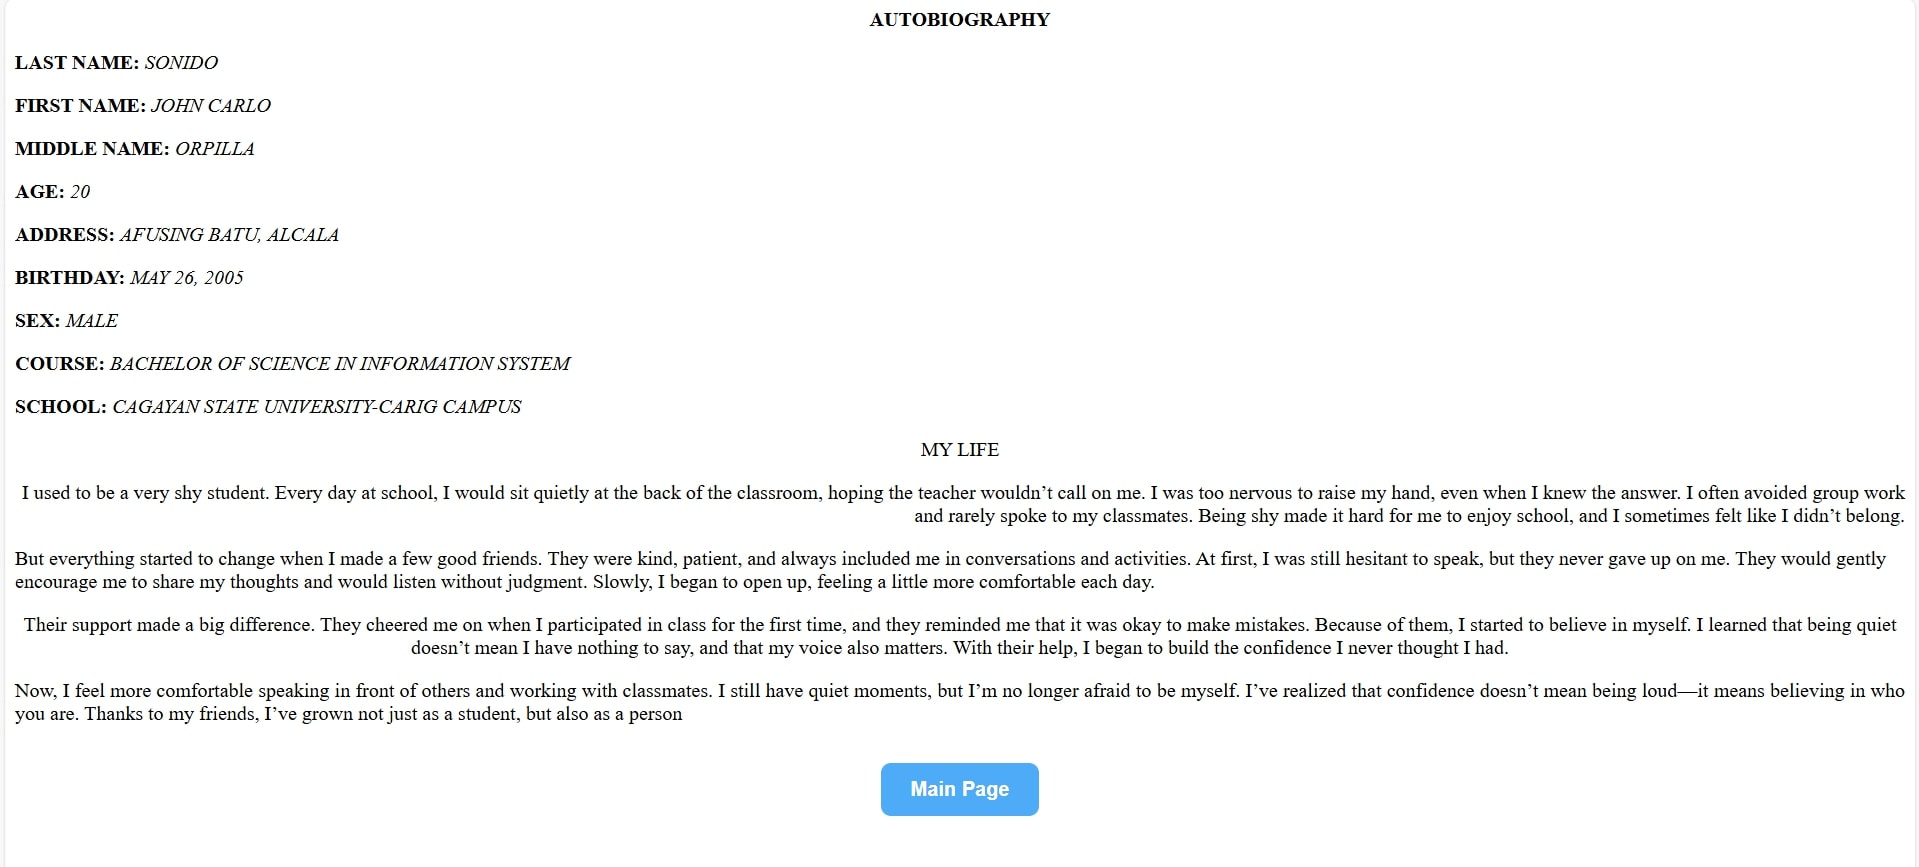 AUTOBIOGRAPHY
LAST NAME: SONIDO
FIRST NAME: JOHN CARLO
MIDDLE NAME: ORPILLA
AGE: 20
ADDRESS: AFUSING BATU, ALCALA
BIRTHDAY: MAY 26, 2005
SEX: MALE
COURSE: BACHELOR OF SCIENCE IN INFORMATION SYSTEM
SCHOOL: CAGAYAN STATE UNIVERSITY-CARIG CAMPUS
MY LIFE
I used to be a very shy student. Every day at school, I would sit quietly at the back of the classroom, hoping the teacher wouldn’t call on me. I was too nervous to raise my hand, even when I knew the answer. I often avoided group work
and rarely spoke to my classmates. Being shy made it hard for me to enjoy school, and I sometimes felt like I didn’t belong.
But everything started to change when I made a few good friends. They were kind, patient, and always included me in conversations and activities. At first, I was still hesitant to speak, but they never gave up on me. They would gently
encourage me to share my thoughts and would listen without judgment. Slowly, I began to open up, feeling a little more comfortable each day.
Their support made a big difference. They cheered me on when I participated in class for the first time, and they reminded me that it was okay to make mistakes. Because of them, I started to believe in myself. I learned that being quiet
doesn’t mean I have nothing to say, and that my voice also matters. With their help, I began to build the confidence I never thought I had.
Now, I feel more comfortable speaking in front of others and working with classmates. I still have quiet moments, but I’m no longer afraid to be myself. I’ve realized that confidence doesn’t mean being loud—it means believing in who
you are. Thanks to my friends, I’ve grown not just as a student, but also as a person
Main Page